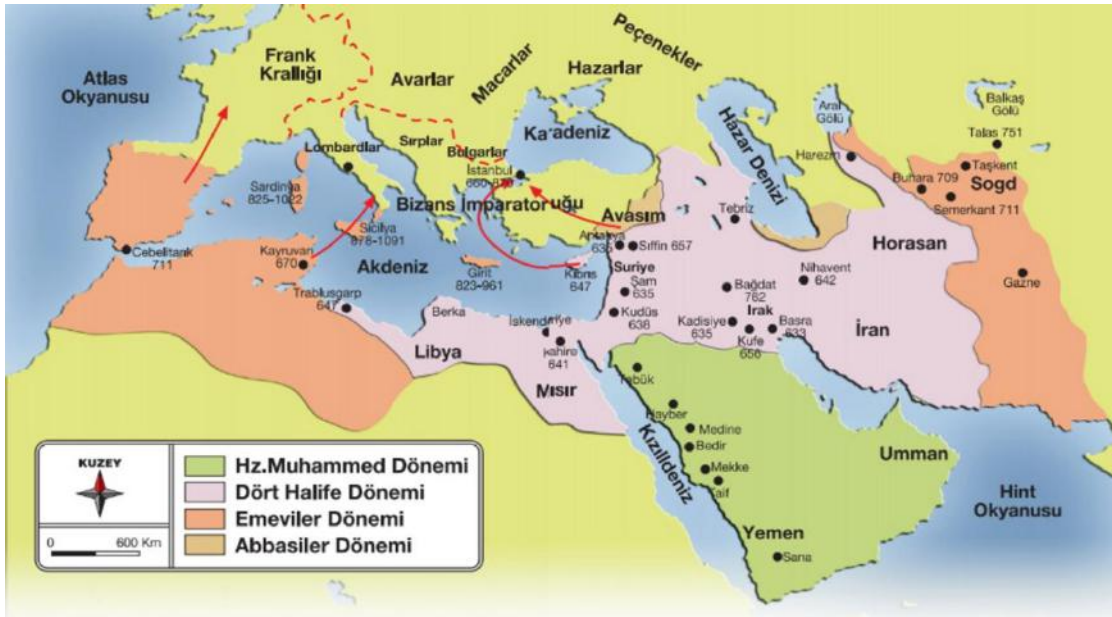 Peçenekler
Frank
Krallığı
Avarlar
Macarlar
Hazarlar
Atlas
Okyanusu
Aral
Gölü
Balkaş
Gölü
Talas 751
Karadeniz
Hazar Denizi
Lombardlar
Sırplar
Bulgarlar
Harezm
Taşkent
İstanbul
Buhara 709
Sogd
Semerkant 711
Sardinya
825-1022
Bizans İmparatoruğu
Avasım
Tebriz
Sicilya
878-1091
Antakya
635
Sıffin 657
Horasan
Cebelitarık
711
Kayruvan
670
Akdeniz
Girit
823-961
Kıbrıs
647
Suriye
Şam
635
Bağdat
762
Nihavent
642
Gazne
Trablusgarp
647
Berka
Kudüs
638
Kadisiye
635
Irak
Kufe
656
Basra
633
İran
İskenderiye
Kahire
641
Libya
Mısır
Tebük
Hayber
Medine
Bedir
Mekke
Taif
Kızılldeniz
Umman
Yemen
Sana
Hint
Okyanusu
KUZEY
0 600 Km
Hz.Muhammed Dönemi
Dört Halife Dönemi
Emeviler Dönemi
Abbasiler Dönemi